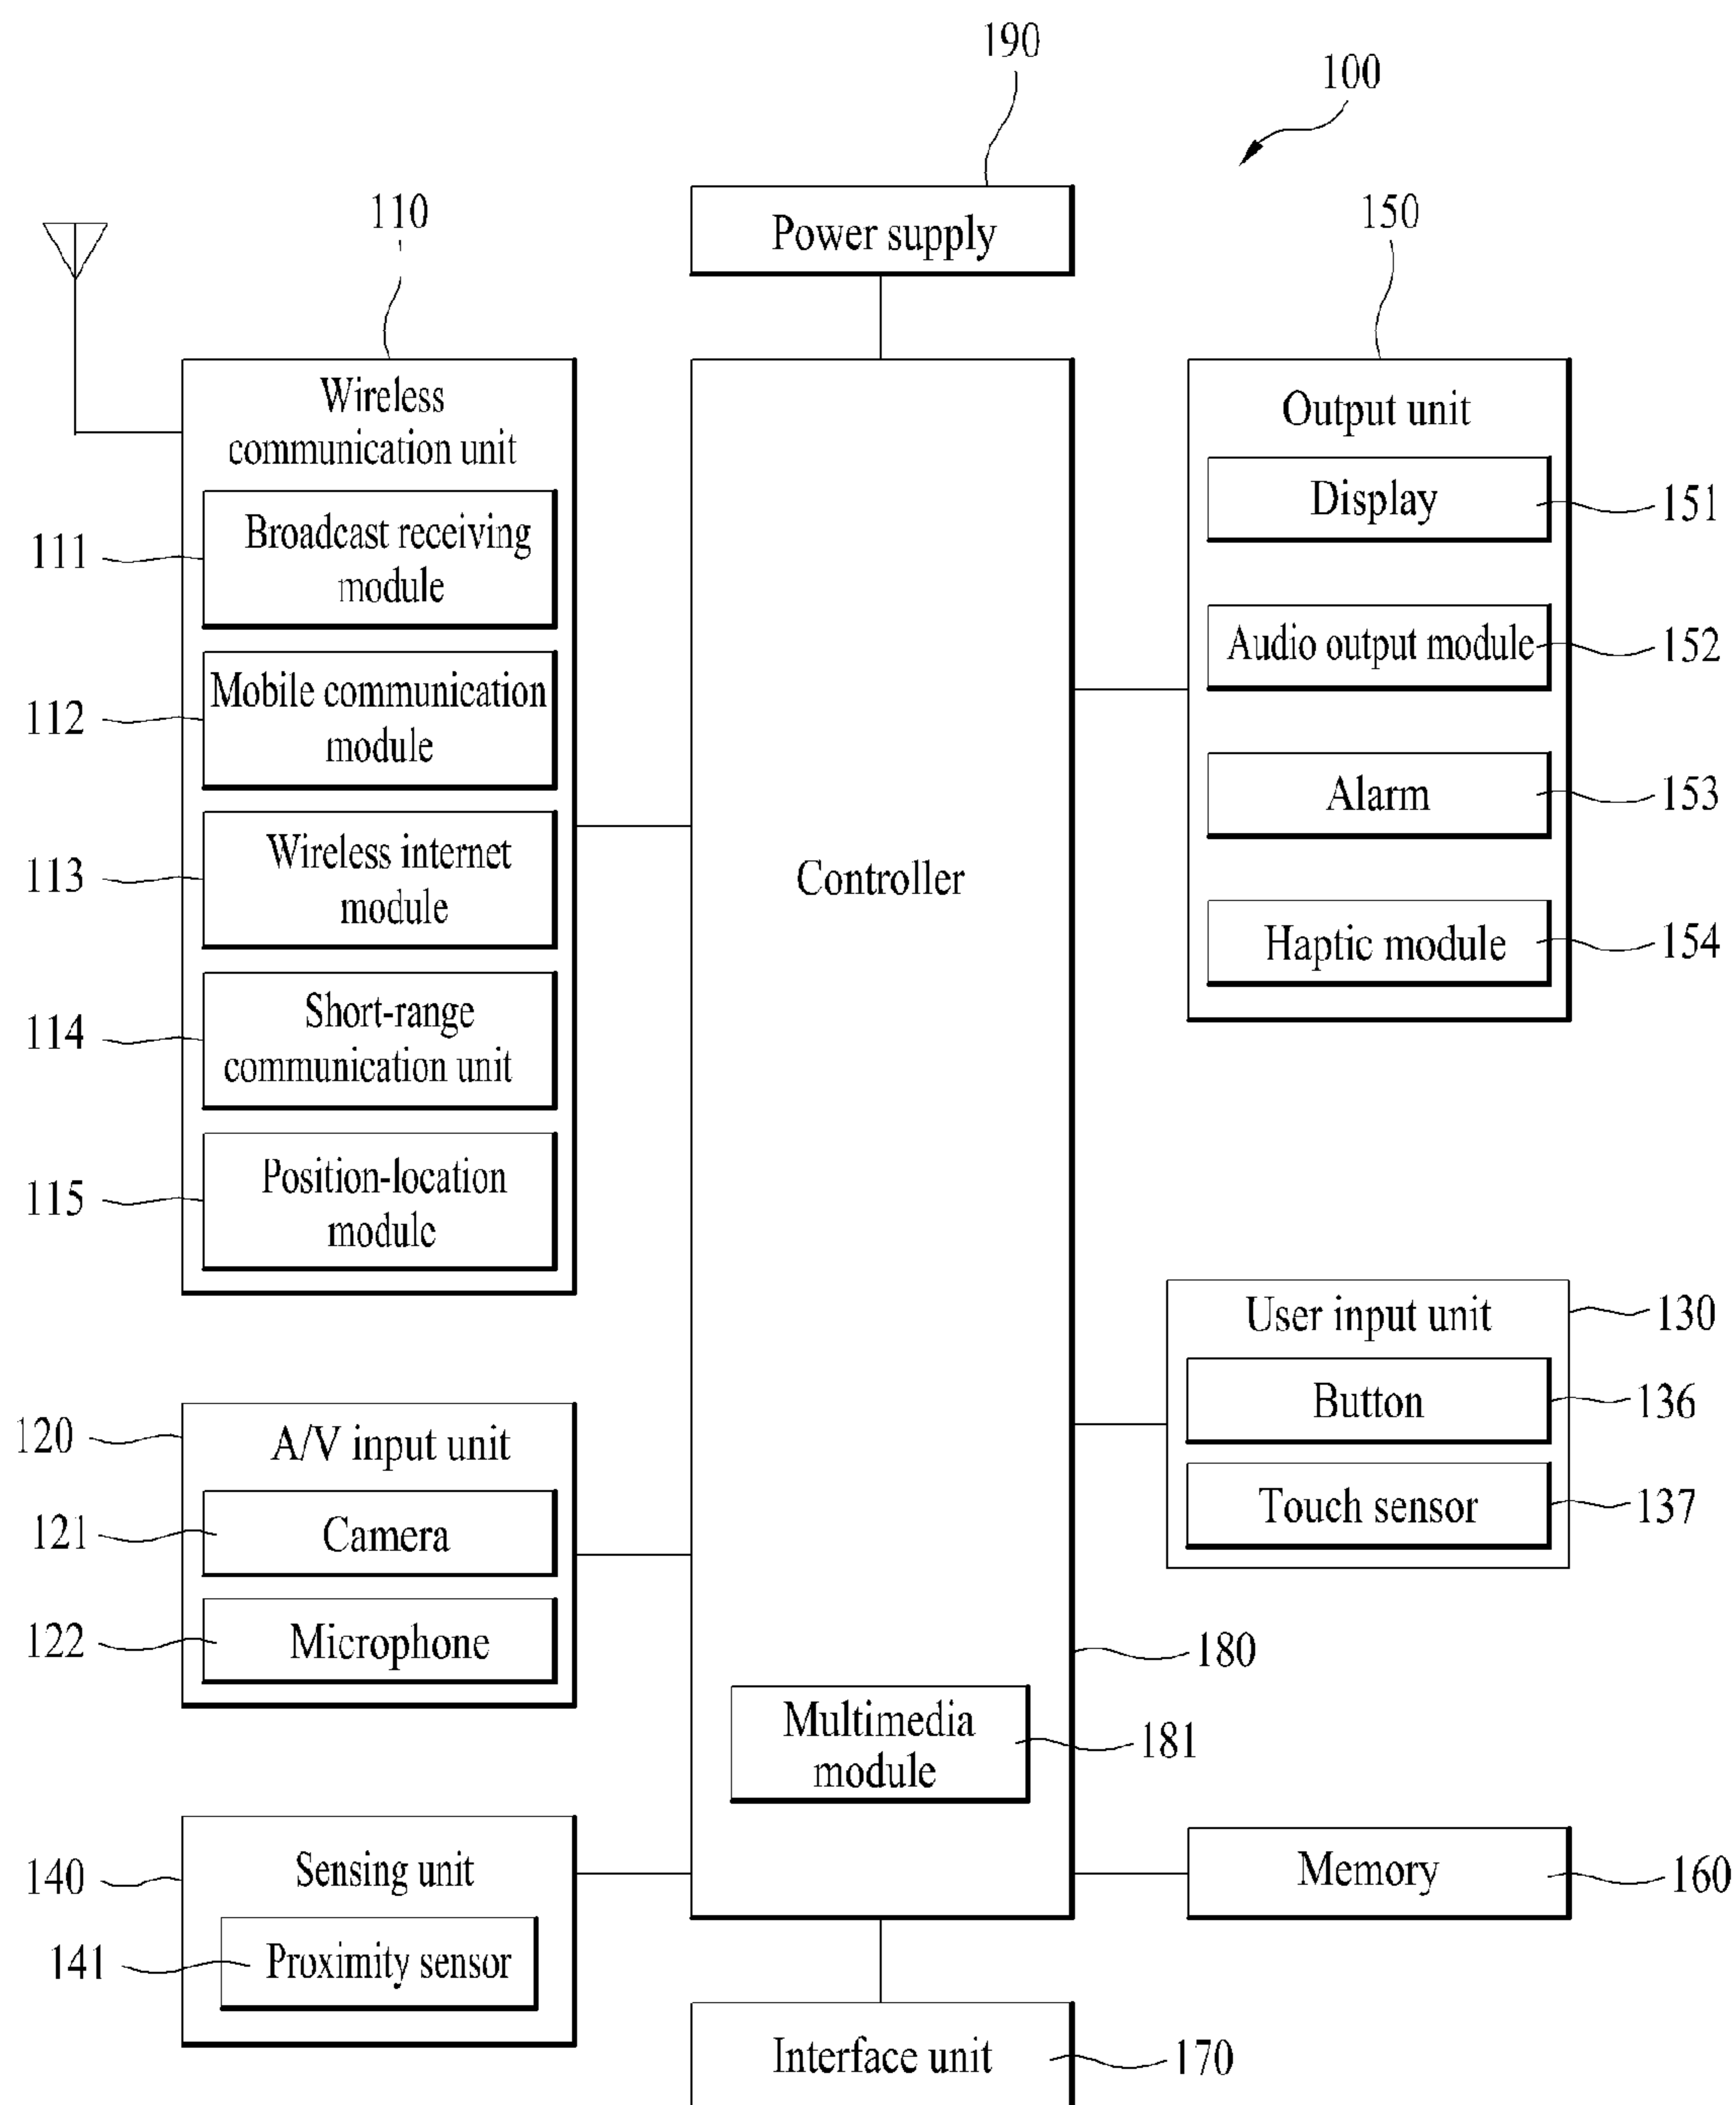 190
100
Power supply
110
Wireless
communication unit
111
Broadcast receiving
module
112
Mobile communication
module
113
Wireless internet
module
114
Short-range
communication unit
115
Position-location
module
120
A/V input unit
121
Camera
122
Microphone
140
Sensing unit
141
Proximity sensor
Controller
180
Multimedia
module
181
Interface unit
170
150
Output unit
Display
151
Audio output module
152
Alarm
153
Haptic module
154
User input unit
130
Button
136
Touch sensor
137
Memory
160